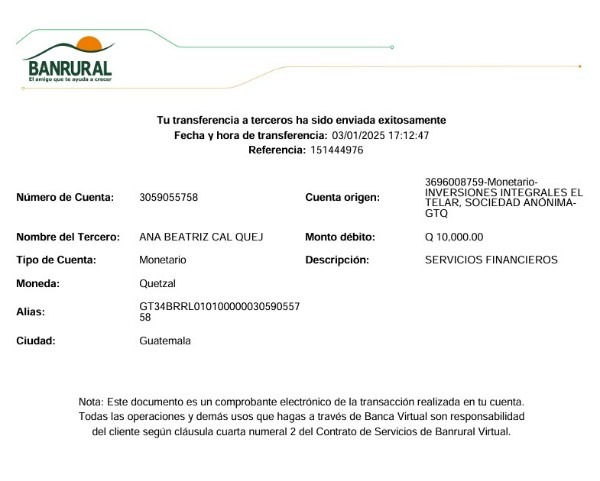 BANRURAL
El amigo que te ayuda a crecer
Tu transferencia a terceros ha sido enviada exitosamente
Fecha y hora de transferencia: 03/01/2025 17:12:47
Referencia: 151444976
Número de Cuenta: 3059055758
Cuenta origen: 3696008759-Monetario-
INVERSIONES INTEGRALES EL
TELAR, SOCIEDAD ANÓNIMA-
GTQ
Nombre del Tercero: ANA BEATRIZ CAL QUEJ
Monto débito: Q 10,000.00
Tipo de Cuenta: Monetario
Descripción: SERVICIOS FINANCIEROS
Moneda: Quetzal
Alias: GT34BRRL010100000030590557
58
Ciudad: Guatemala
Nota: Este documento es un comprobante electrónico de la transacción realizada en tu cuenta.
Todas las operaciones y demás usos que hagas a través de Banca Virtual son responsabilidad
del cliente según cláusula cuarta numeral 2 del Contrato de Servicios de Banrural Virtual.